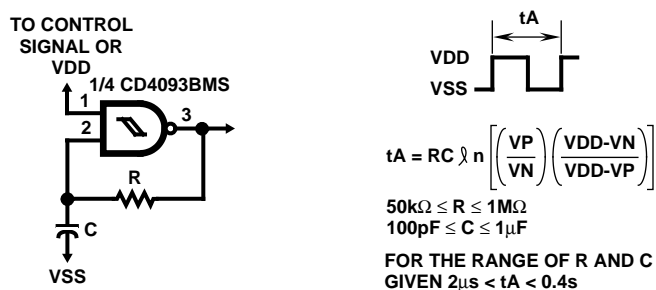 TO CONTROL
SIGNAL OR
VDD
1/4 CD4093BMS
1
2
3
R
C
VSS
tA
VDD
VSS
tA = RC ln [(VP/VN) (VDD-VN/VDD-VP)]
50kΩ ≤ R ≤ 1MΩ
100pF ≤ C ≤ 1µF
FOR THE RANGE OF R AND C
GIVEN 2µs < tA < 0.4s